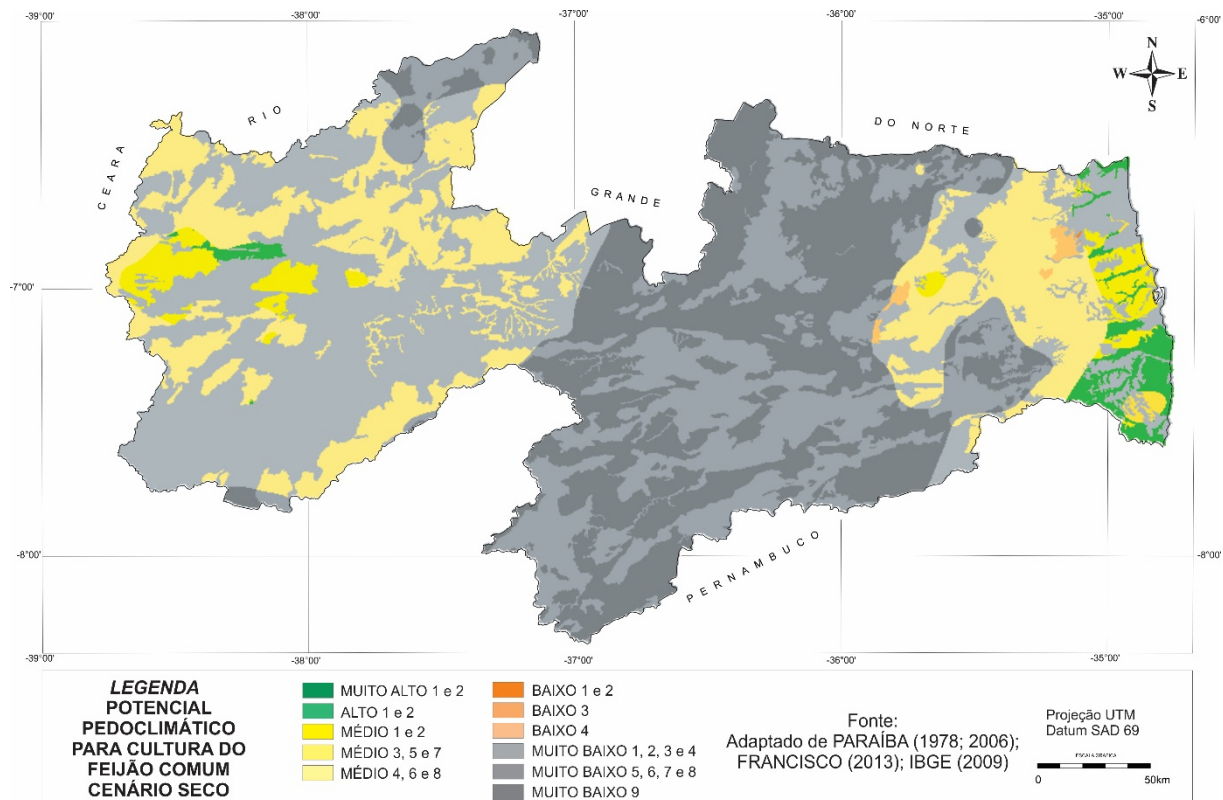 -39°00'
-38°00'
-37°00'
-36°00'
-35°00'
-6°00'
N
W E
S
RIO
DO NORTE
CEARA
GRANDE
-7°00'
-7°00'
-8°00'
-8°00'
PERNAMBUCO
-39°00'
-38°00'
-37°00'
-36°00'
-35°00'
LEGENDA
POTENCIAL
PEDOCLIMÁTICO
PARA CULTURA DO
FEIJÃO COMUM
CENÁRIO SECO
MUITO ALTO 1 e 2
ALTO 1 e 2
MÉDIO 1 e 2
MÉDIO 3, 5 e 7
MÉDIO 4, 6 e 8
BAIXO 1 e 2
BAIXO 3
BAIXO 4
MUITO BAIXO 1, 2, 3 e 4
MUITO BAIXO 5, 6, 7 e 8
MUITO BAIXO 9
Fonte:
Adaptado de PARAÍBA (1978; 2006);
FRANCISCO (2013); IBGE (2009)
Projeção UTM
Datum SAD 69
ESCALA GRÁFICA
0 50km